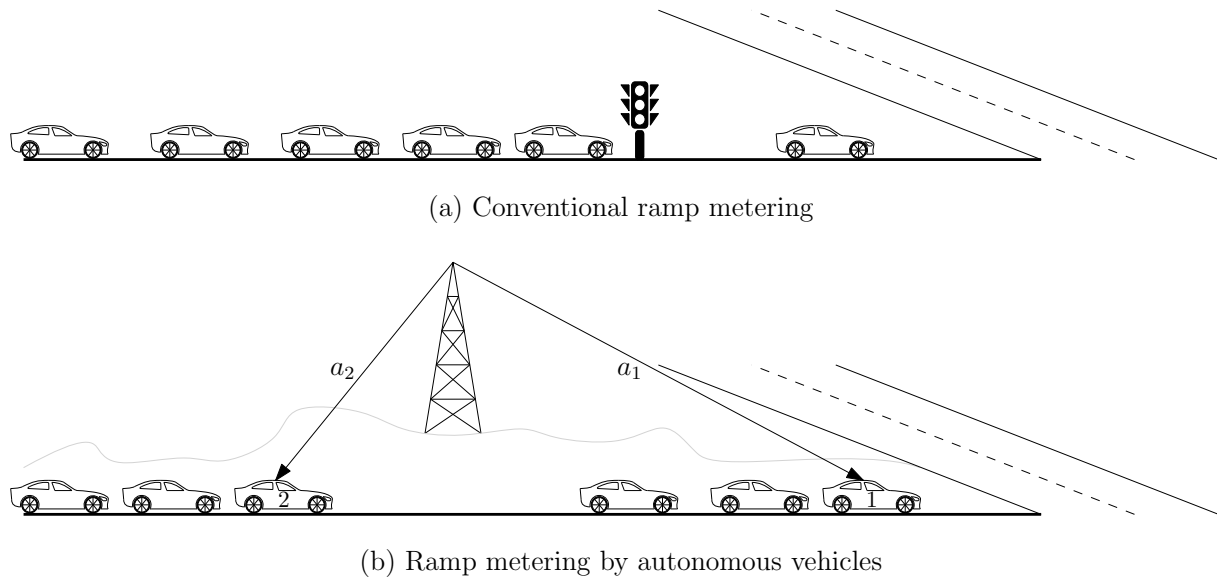 (a) Conventional ramp metering
a₂
a₁
2
1
(b) Ramp metering by autonomous vehicles